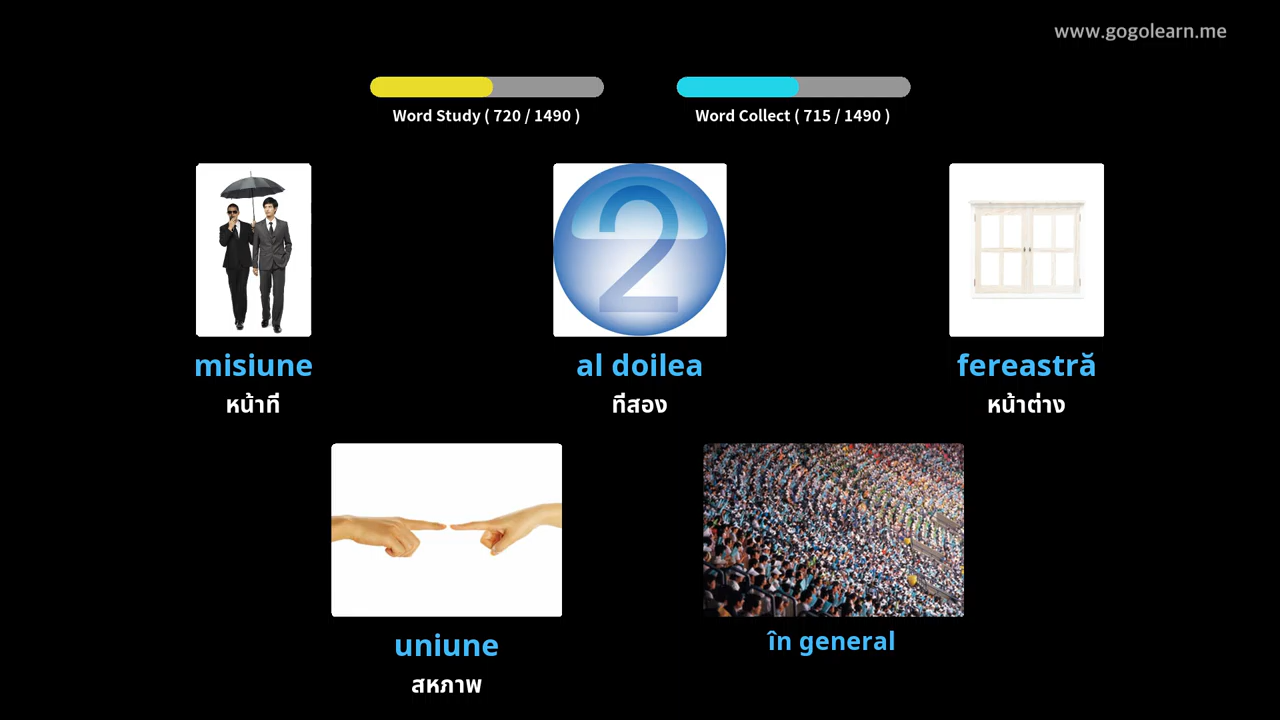 www.gogolearn.me
Word Study ( 720 / 1490 )
Word Collect ( 715 / 1490 )
misiune
หน้าที่
2
al doilea
ที่สอง
fereastră
หน้าต่าง
uniune
สหภาพ
în general